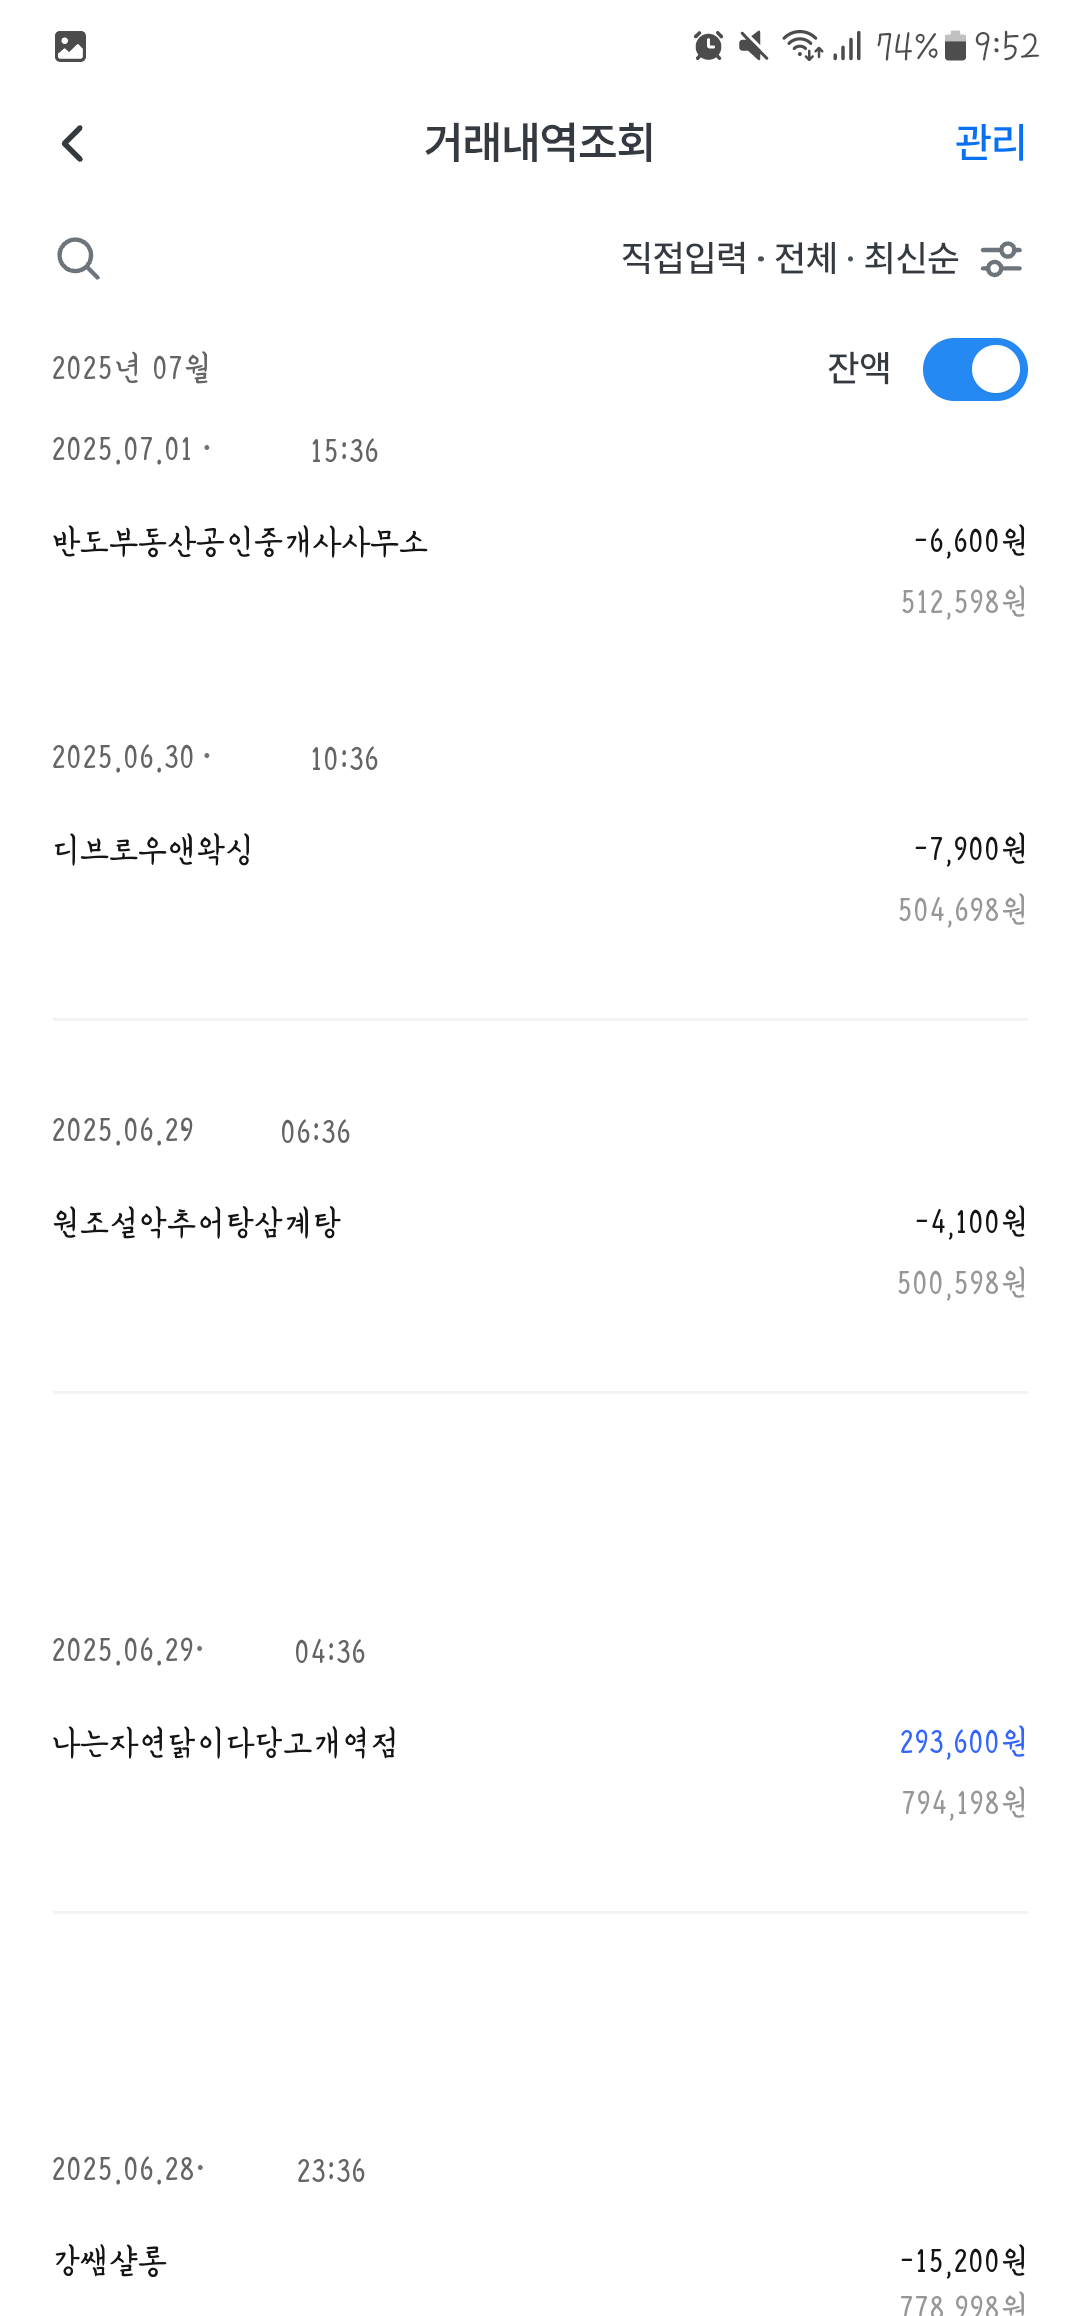 74% 9:52
거래내역조회 관리
직접입력 · 전체 · 최신순
2025년 07월 잔액
2025.07.01 · 15:36
반도부동산공인중개사사무소 -6,600원
512,598원
2025.06.30 · 10:36
디브로우앤왁싱 -7,900원
504,698원
2025.06.29 06:36
원조설악추어탕삼계탕 -4,100원
500,598원
2025.06.29· 04:36
나는자연닭이다당고개역점 293,600원
794,198원
2025.06.28· 23:36
강쌤샬롱 -15,200원
778,998원